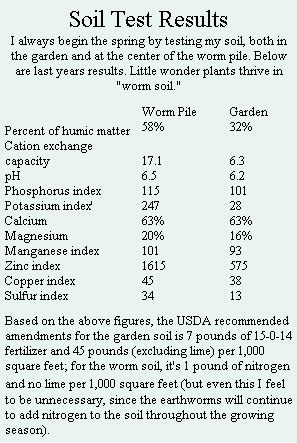 Soil Test Results
I always begin the spring by testing my soil, both in
the garden and at the center of the worm pile. Below
are last years results. Little wonder plants thrive in
"worm soil."
Worm Pile Garden
Percent of humic matter 58% 32%
Cation exchange
capacity 17.1 6.3
pH 6.5 6.2
Phosphorus index 115 101
Potassium index' 247 28
Calcium 63% 63%
Magnesium 20% 16%
Manganese index 101 93
Zinc index 1615 575
Copper index 45 38
Sulfur index 34 13
Based on the above figures, the USDA recommended
amendments for the garden soil is 7 pounds of 15-0-14
fertilizer and 45 pounds (excluding lime) per 1,000
square feet; for the worm soil, it's 1 pound of nitrogen
and no lime per 1,000 square feet (but even this I feel
to be unnecessary, since the earthworms will continue
to add nitrogen to the soil throughout the growing
season).